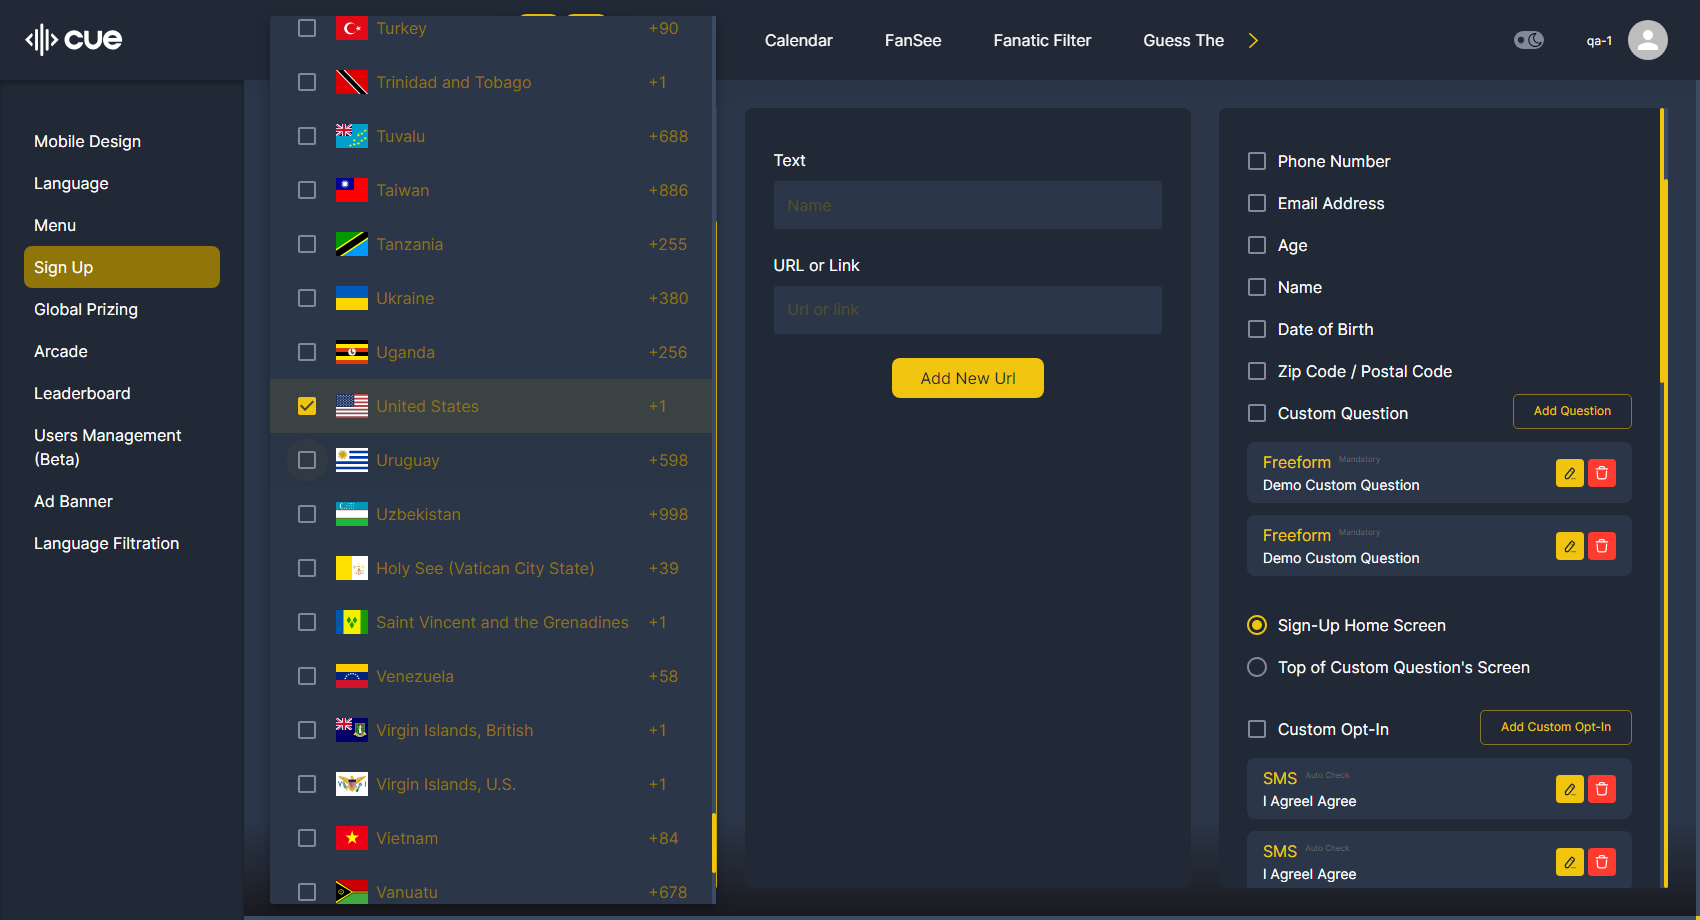 cue
Calendar
FanSee
Fanatic Filter
Guess The
qa-1
Mobile Design
Language
Menu
Sign Up
Global Prizing
Arcade
Leaderboard
Users Management
(Beta)
Ad Banner
Language Filtration
Turkey +90
Trinidad and Tobago +1
Tuvalu +688
Taiwan +886
Tanzania +255
Ukraine +380
Uganda +256
United States +1
Uruguay +598
Uzbekistan +998
Holy See (Vatican City State) +39
Saint Vincent and the Grenadines +1
Venezuela +58
Virgin Islands, British +1
Virgin Islands, U.S. +1
Vietnam +84
Vanuatu +678
Text
Name
URL or Link
Url or link
Add New Url
Phone Number
Email Address
Age
Name
Date of Birth
Zip Code / Postal Code
Custom Question Add Question
Freeform Mandatory
Demo Custom Question
Freeform Mandatory
Demo Custom Question
Sign-Up Home Screen
Top of Custom Question's Screen
Custom Opt-In Add Custom Opt-In
SMS Auto Check
I AgreeI Agree
SMS Auto Check
I AgreeI Agree